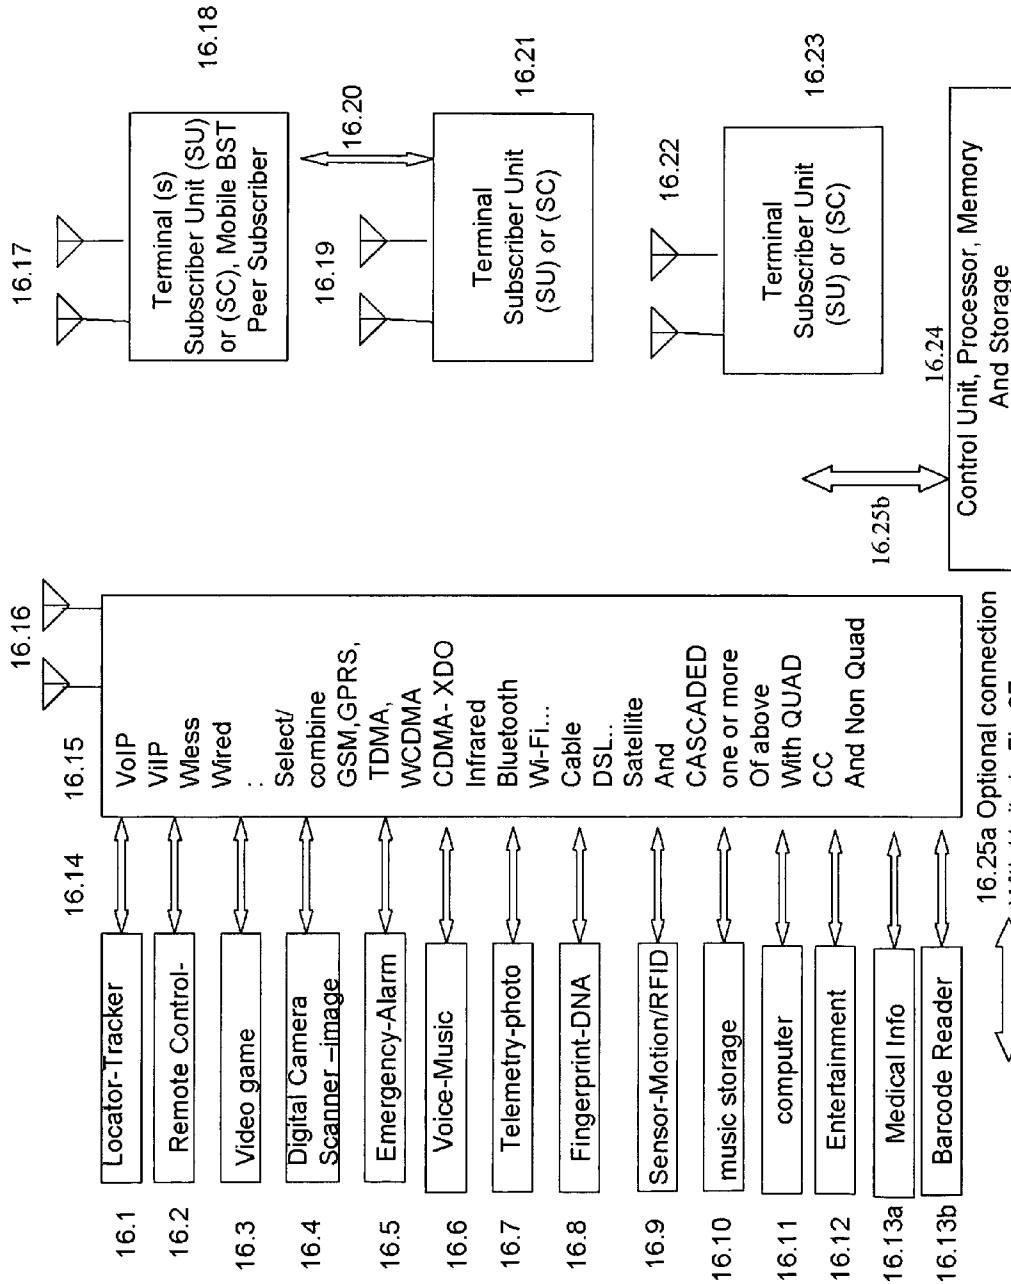 16.1
Locator-Tracker
16.2
Remote Control-
16.3
Video game
16.4
Digital Camera
Scanner –image
16.5
Emergency-Alarm
16.6
Voice-Music
16.7
Telemetry-photo
16.8
Fingerprint-DNA
16.9
Sensor-Motion/RFID
16.10
music storage
16.11
computer
16.12
Entertainment
16.13a
Medical Info
16.13b
Barcode Reader
16.14
16.15
16.16
VoIP
ViIP
Wless
Wired
:
Select/
combine
GSM,GPRS,
TDMA,
WCDMA
CDMA- XDO
Infrared
Bluetooth
Wi-Fi...
Cable
DSL..
Satellite
And
CASCADED
one or more
Of above
With QUAD
CC
And Non Quad
16.25a Optional connection
16.17
16.18
Terminal (s)
Subscriber Unit (SU)
or (SC), Mobile BST
Peer Subscriber
16.19
16.20
16.21
Terminal
Subscriber Unit
(SU) or (SC)
16.22
16.23
Terminal
Subscriber Unit
(SU) or (SC)
16.25b
16.24
Control Unit, Processor, Memory
And Storage